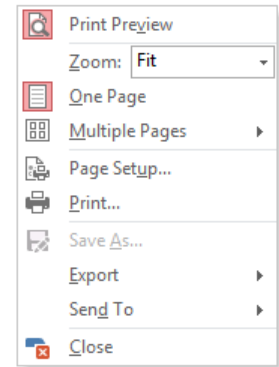 Print Preview
Zoom: Fit
One Page
Multiple Pages
Page Setup...
Print...
Save As...
Export
Send To
Close